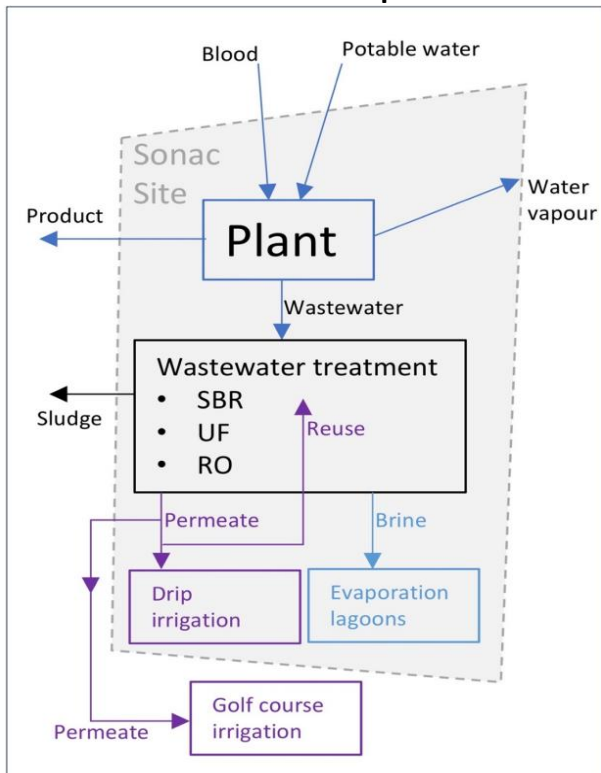 Blood
Potable water
Sonac
Site
Product
Plant
Water
vapour
Wastewater
Wastewater treatment
• SBR
• UF
• RO
Sludge
Reuse
Permeate
Brine
Drip
irrigation
Evaporation
lagoons
Golf course
irrigation
Permeate